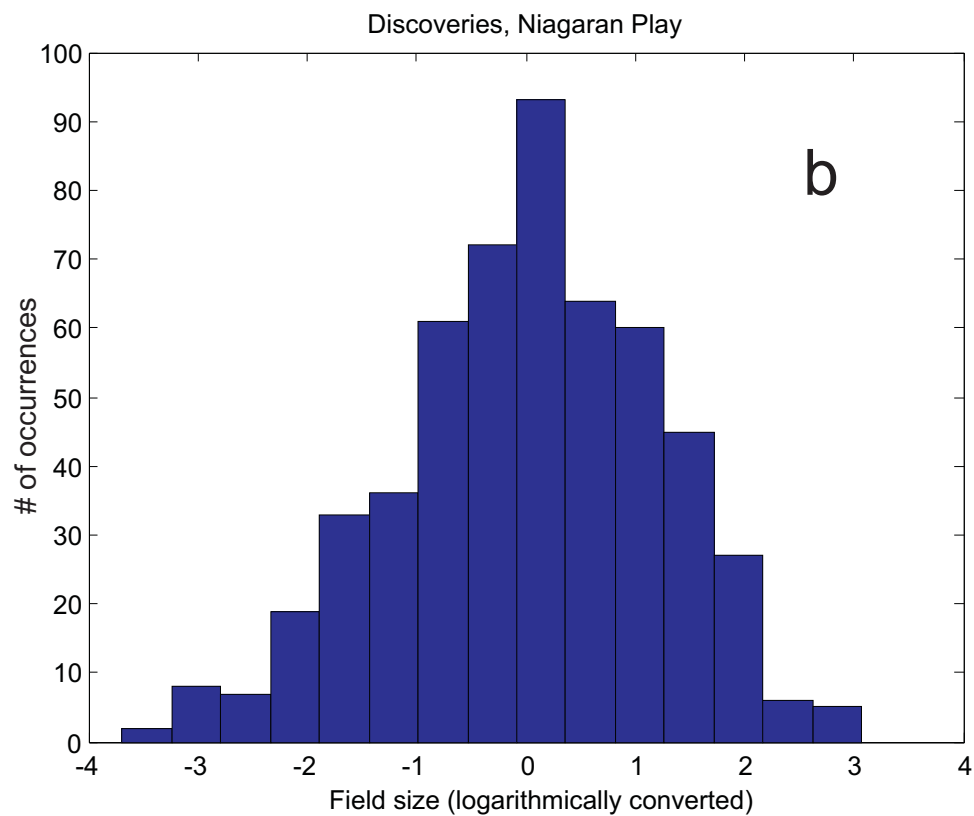 Discoveries, Niagaran Play
100
90
80
70
60
50
40
30
20
10
0
# of occurrences
b
-4 -3 -2 -1 0 1 2 3 4
Field size (logarithmically converted)